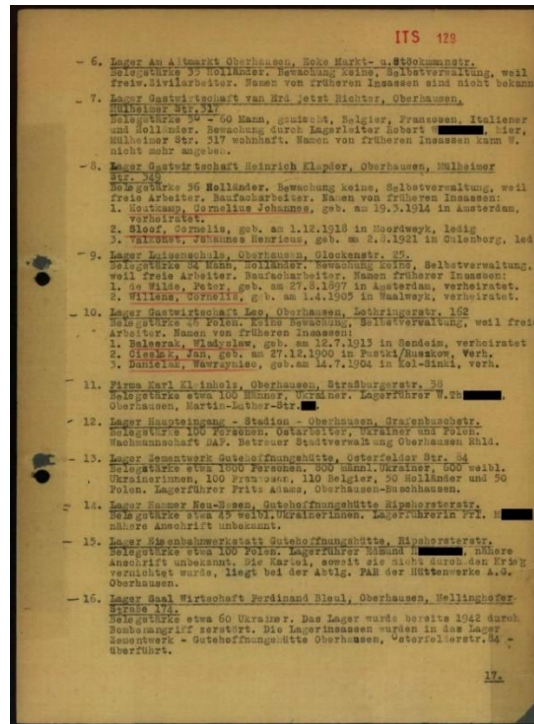 ITS 129
- 6. Lager Am Altmarkt Oberhausen, Ecke Markt- u. Stöckmannstr.
Belegstärke 35 Holländer. Bewachung keine, Selbstverwaltung, weil
freiw. Zivilarbeiter. Namen von früheren Insassen sind nicht bekann
- 7. Lager Gastwirtschaft van Hrd jetzt Richter, Oberhausen,
Mülheimer Str. 317
Belegstärke 50 - 60 Mann, gemischt, Belgier, Franzosen, Italiener
und Holländer. Bewachung durch Lagerleiter Robert W, hier,
Mülheimer Str. 317 wohnhaft. Namen von früheren Insassen kann W.
nicht mehr angeben.
- 8. Lager Gastwirtschaft Heinrich Klapdor, Oberhausen, Mülheimer
Str. 349
Belegstärke 36 Holländer. Bewachung keine, Selbstverwaltung, weil
freie Arbeiter. Baufacharbeiter. Namen von früheren Insassen:
1. Houtkamp, Cornelius Johannes, geb. am 19.3.1914 in Amsterdam,
verheiratet.
2. Sloof, Cornelis, geb. am 1.12.1918 in Noordwyk, ledig
3. Valkonet, Johannes Henricus, geb. am 2.8.1921 in Culenborg, led
- 9. Lager Luisenschule, Oberhausen, Glockenstr. 25.
Belegstärke 84 Mann, Holländer. Bewachung keine, Selbstverwaltung,
weil freie Arbeiter. Baufacharbeiter. Namen früherer Insassen:
1. de Wilde, Peter, geb. am 27.8.1897 in Amsterdam, verheiratet.
2. Willens, Cornelis, geb. am 1.4.1905 in Waalwyk, verheiratet.
- 10. Lager Gastwirtschaft Leo, Oberhausen, Lothringerstr. 162
Belegstärke 46 Polen. Keine Bewachung, Selbstverwaltung, weil freie
Arbeiter. Namen von früheren Insassen:
1. Balesrak, Wladyslaw, geb. am 12.7.1913 in Sendeim, verheiratet
2. Cieslak, Jan, geb. am 27.12.1900 in Pustki/Ruszkow, Verh.
3. Danielak, Wawrzyniec, geb. am 14.7.1904 in Kol-Sinki, verh.
11. Firma Karl Kleinholz, Oberhausen, Straßburgerstr. 38
Belegstärke etwa 100 Männer, Ukrainer. Lagerführer W. Th,
Oberhausen, Martin-Luther-Str.
- 12. Lager Haupteingang - Stadion - Oberhausen, Grafenbuschstr.
Belegstärke 100 Personen. Ostarbeiter, Ukrainer und Polen.
Wachmannschaft DAF. Betreuer Stadtverwaltung Oberhausen Rhld.
- 13. Lager Zementwerk Gutehoffnungshütte, Osterfelder Str. 84
Belegstärke etwa 1600 Personen. 800 männl. Ukrainer, 600 weibl.
Ukrainerinnen, 100 Franzosen, 110 Belgier, 50 Holländer und 50
Polen. Lagerführer Fritz Adams, Oberhausen-Buschhausen.
- 14. Lager Hammer Neu-Essen, Gutehoffnungshütte Ripshorsterstr.
Belegstärke etwa 45 weibl. Ukrainerinnen. Lagerführerin Frl.
nähere Anschrift unbekannt.
- 15. Lager Eisenbahnwerkstatt Gutehoffnungshütte, Ripshorsterstr.
Belegstärke etwa 100 Polen. Lagerführer Edmund, nähere
Anschrift unbekannt. Die Kartei, soweit sie nicht durch den Krieg
vernichtet wurde, liegt bei der Abtlg. PAR der Hüttenwerke A.G.
Oberhausen.
- 16. Lager Saal Wirtschaft Ferdinand Bleul, Oberhausen, Mellinghofer-
Straße 174.
Belegstärke etwa 60 Ukrainer. Das Lager wurde bereits 1942 durch
Bombenangriff zerstört. Die Lagerinsassen wurden in das Lager
Zementwerk - Gutehoffnungshütte Oberhausen, Osterfelderstr. 84 -
überführt.
17.